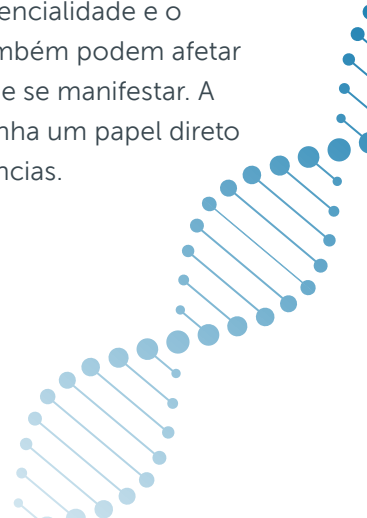 encialidade e o
mbém podem afetar
e se manifestar. A
nha um papel direto
ncias.